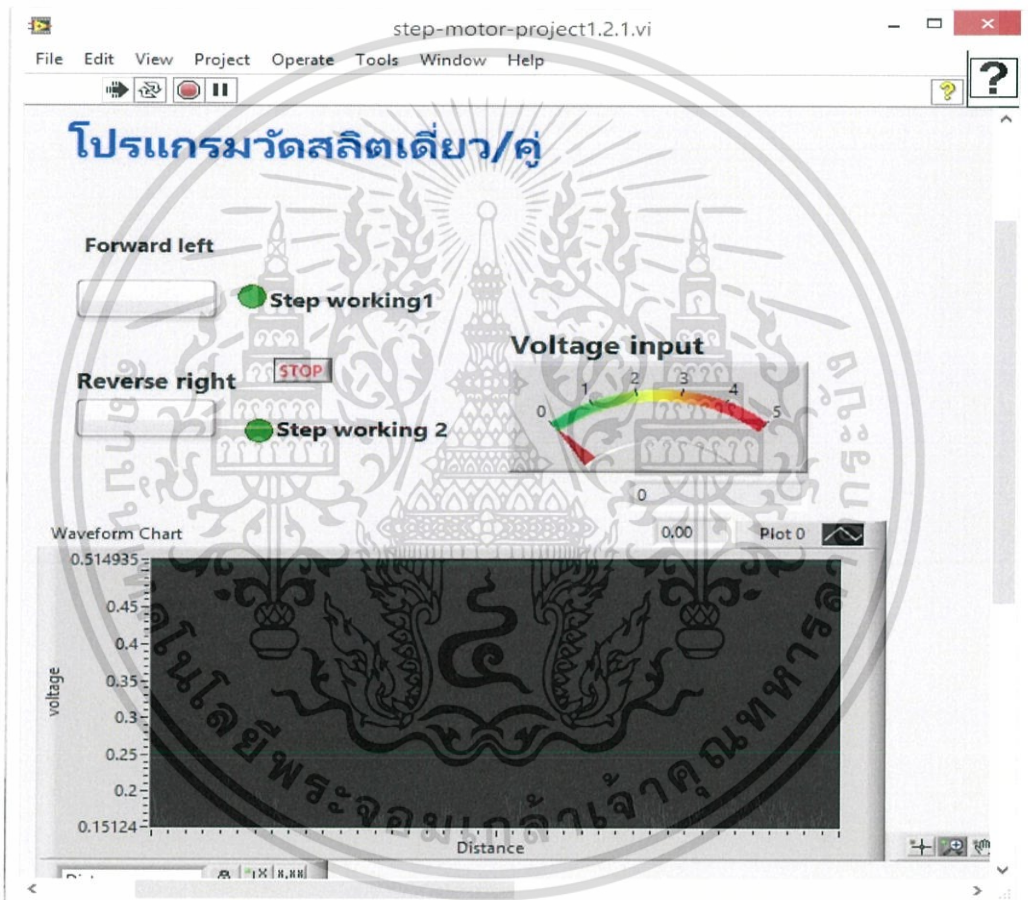 step-motor-project1.2.1.vi
File Edit View Project Operate Tools Window Help
?
โปรแกรมวัดสลิตเดี่ยว/คู่
Forward left
Step working1
Reverse right
STOP
Step working 2
Voltage input
0 1 2 3 4 5
0
Waveform Chart
0,00
Plot 0
0.514935
0.45
0.4
0.35
0.3
0.25
0.2
0.15124
voltage
Distance